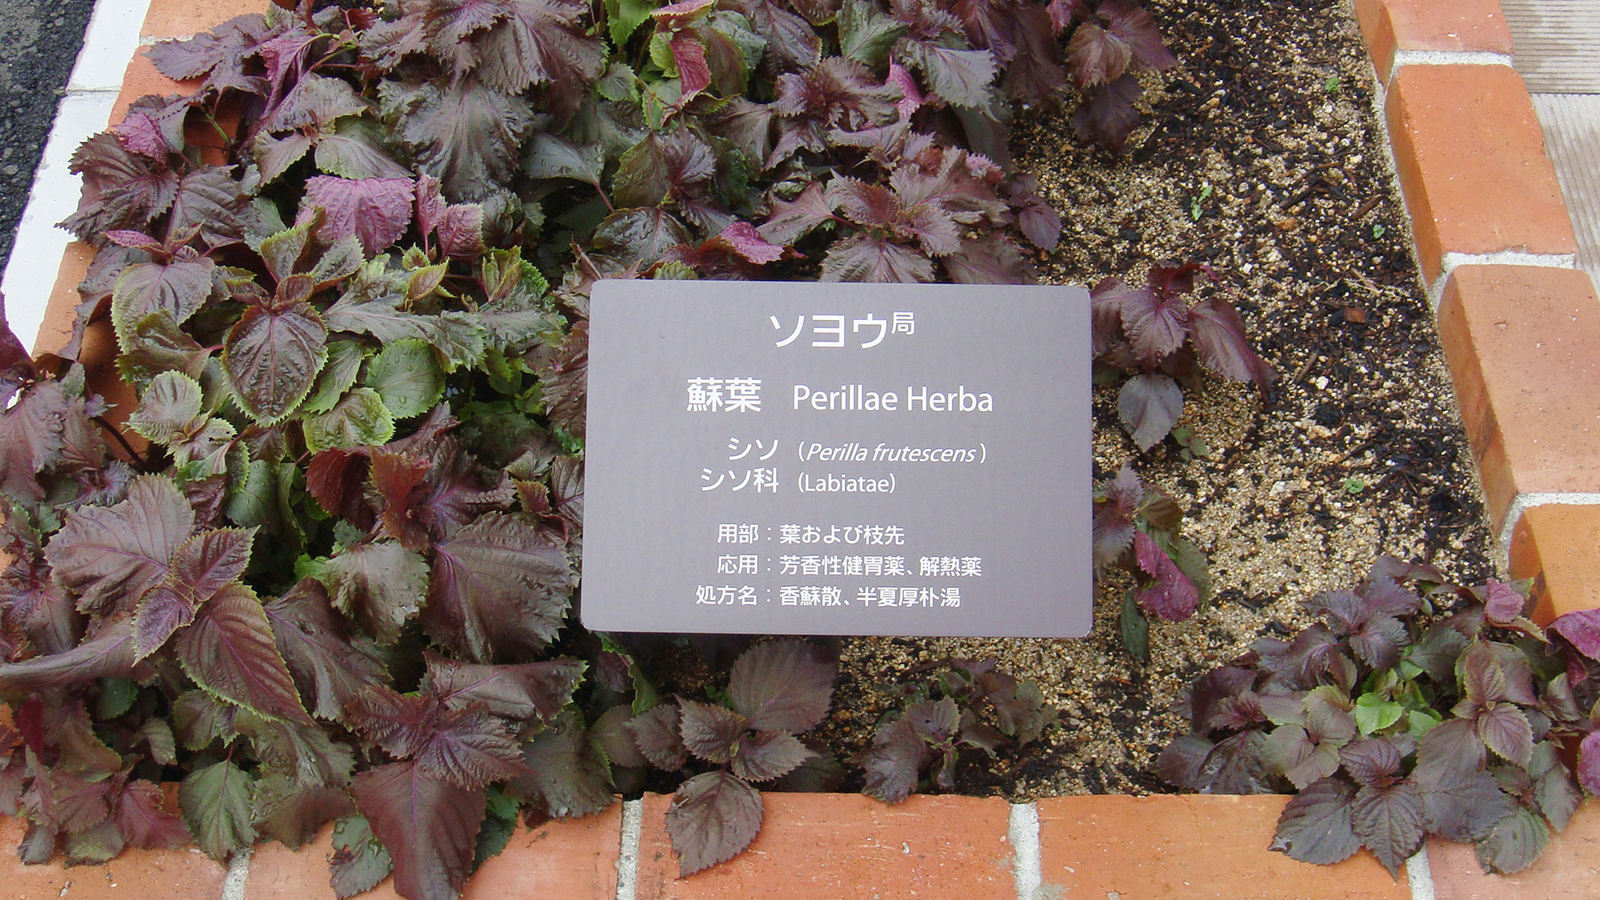 ソヨウ局
蘇葉 Perillae Herba
シソ (Perilla frutescens)
シソ科 (Labiatae)
用部：葉および枝先
応用：芳香性健胃薬、解熱薬
処方名：香蘇散、半夏厚朴湯